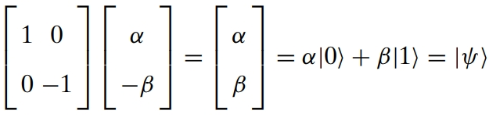 [1 0; 0 −1] [α; −β] = [α; β] = α|0⟩ + β|1⟩ = |ψ⟩